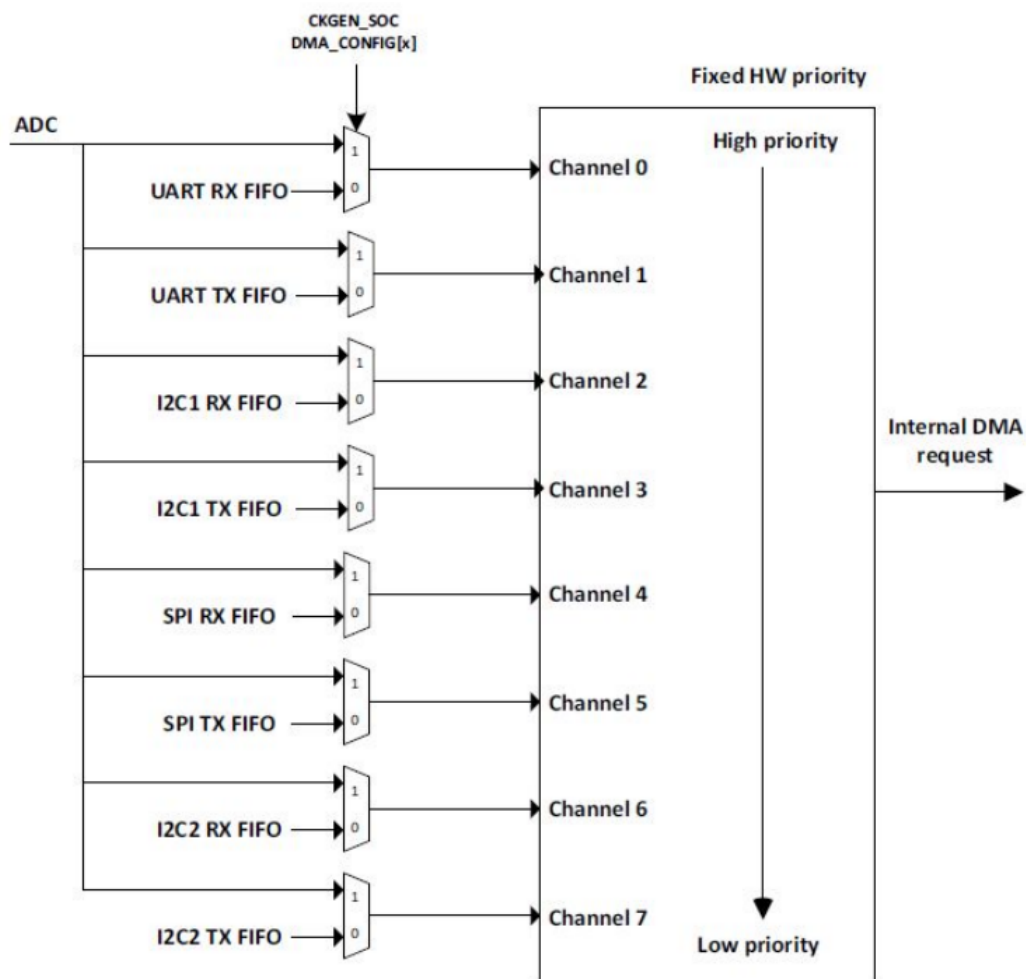 CKGEN_SOC
DMA_CONFIG[x]
Fixed HW priority
ADC
High priority
1
0
UART RX FIFO
Channel 0
1
0
UART TX FIFO
Channel 1
1
0
I2C1 RX FIFO
Channel 2
Internal DMA
request
1
0
I2C1 TX FIFO
Channel 3
1
0
SPI RX FIFO
Channel 4
1
0
SPI TX FIFO
Channel 5
1
0
I2C2 RX FIFO
Channel 6
1
0
I2C2 TX FIFO
Channel 7
Low priority